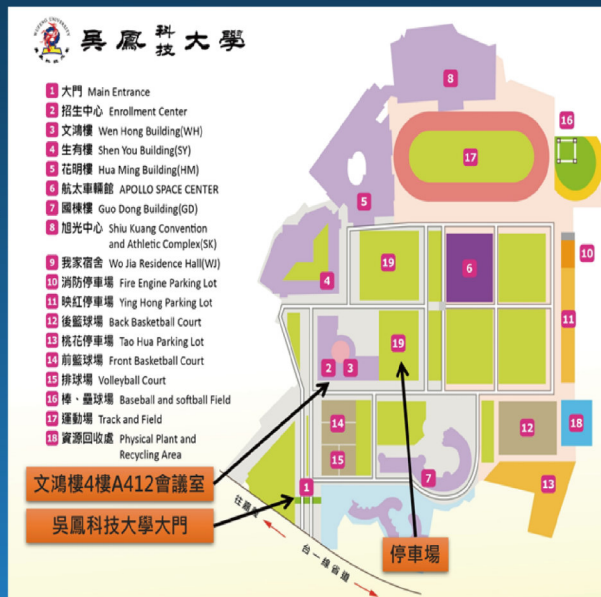 WUFENG UNIVERSITY
吳鳳科技大學
1 大門 Main Entrance
2 招生中心 Enrollment Center
3 文鴻樓 Wen Hong Building(WH)
4 生有樓 Shen You Building(SY)
5 花明樓 Hua Ming Building(HM)
6 航太車輛館 APOLLO SPACE CENTER
7 國棟樓 Guo Dong Building(GD)
8 旭光中心 Shiu Kuang Convention
and Athletic Complex(SK)
9 我家宿舍 Wo Jia Residence Hall(WJ)
10 消防停車場 Fire Engine Parking Lot
11 映紅停車場 Ying Hong Parking Lot
12 後籃球場 Back Basketball Court
13 桃花停車場 Tao Hua Parking Lot
14 前籃球場 Front Basketball Court
15 排球場 Volleyball Court
16 棒、壘球場 Baseball and softball Field
17 運動場 Track and Field
18 資源回收處 Physical Plant and
Recycling Area
文鴻樓4樓A412會議室
吳鳳科技大學大門
停車場
8
16
17
5
10
4
19
6
11
2
3
19
14
12
18
15
7
13
1
台一線省道